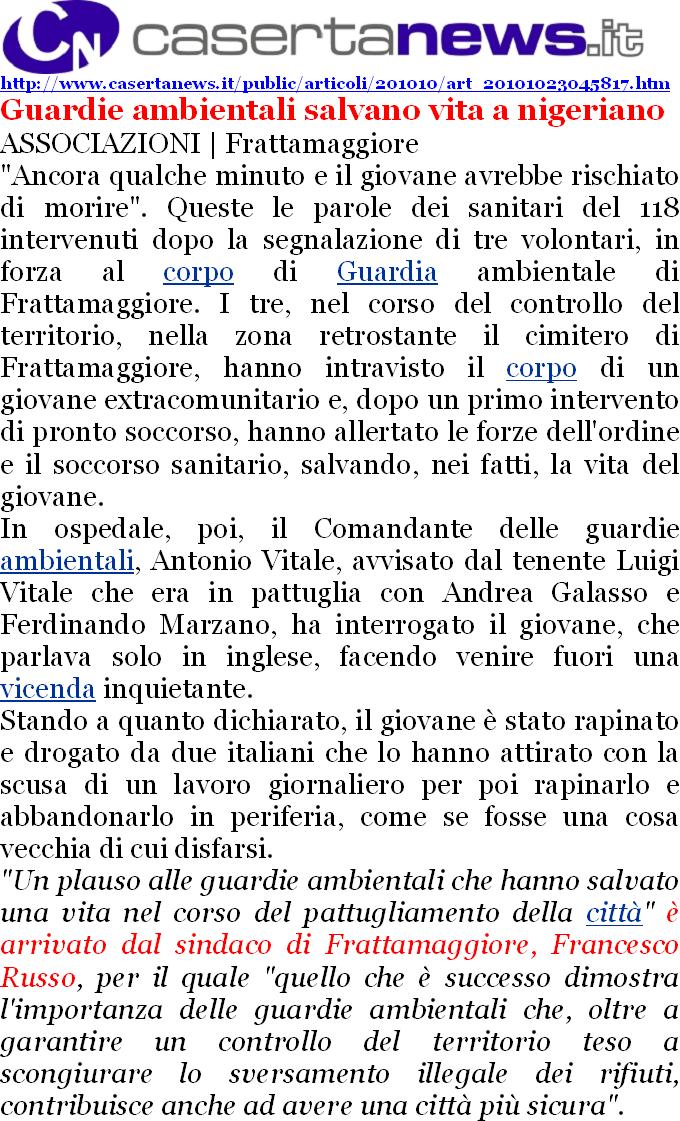 CN casertanews.it
http://www.casertanews.it/public/articoli/201010/art_20101023045817.htm
Guardie ambientali salvano vita a nigeriano
ASSOCIAZIONI | Frattamaggiore
"Ancora qualche minuto e il giovane avrebbe rischiato
di morire". Queste le parole dei sanitari del 118
intervenuti dopo la segnalazione di tre volontari, in
forza al corpo di Guardia ambientale di
Frattamaggiore. I tre, nel corso del controllo del
territorio, nella zona retrostante il cimitero di
Frattamaggiore, hanno intravisto il corpo di un
giovane extracomunitario e, dopo un primo intervento
di pronto soccorso, hanno allertato le forze dell'ordine
e il soccorso sanitario, salvando, nei fatti, la vita del
giovane.
In ospedale, poi, il Comandante delle guardie
ambientali, Antonio Vitale, avvisato dal tenente Luigi
Vitale che era in pattuglia con Andrea Galasso e
Ferdinando Marzano, ha interrogato il giovane, che
parlava solo in inglese, facendo venire fuori una
vicenda inquietante.
Stando a quanto dichiarato, il giovane è stato rapinato
e drogato da due italiani che lo hanno attirato con la
scusa di un lavoro giornaliero per poi rapinarlo e
abbandonarlo in periferia, come se fosse una cosa
vecchia di cui disfarsi.
"Un plauso alle guardie ambientali che hanno salvato
una vita nel corso del pattugliamento della città" è
arrivato dal sindaco di Frattamaggiore, Francesco
Russo, per il quale "quello che è successo dimostra
l'importanza delle guardie ambientali che, oltre a
garantire un controllo del territorio teso a
scongiurare lo sversamento illegale dei rifiuti,
contribuisce anche ad avere una città più sicura".